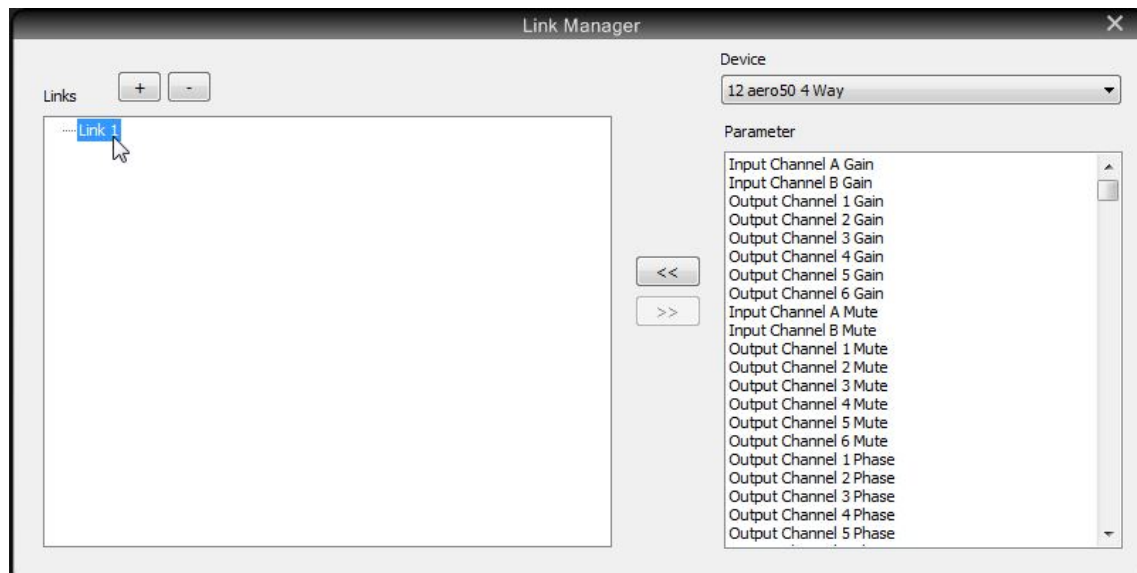 Link Manager
Links
+
-
Link 1
<<
>>
Device
12 aero50 4 Way
Parameter
Input Channel A Gain
Input Channel B Gain
Output Channel 1 Gain
Output Channel 2 Gain
Output Channel 3 Gain
Output Channel 4 Gain
Output Channel 5 Gain
Output Channel 6 Gain
Input Channel A Mute
Input Channel B Mute
Output Channel 1 Mute
Output Channel 2 Mute
Output Channel 3 Mute
Output Channel 4 Mute
Output Channel 5 Mute
Output Channel 6 Mute
Output Channel 1 Phase
Output Channel 2 Phase
Output Channel 3 Phase
Output Channel 4 Phase
Output Channel 5 Phase